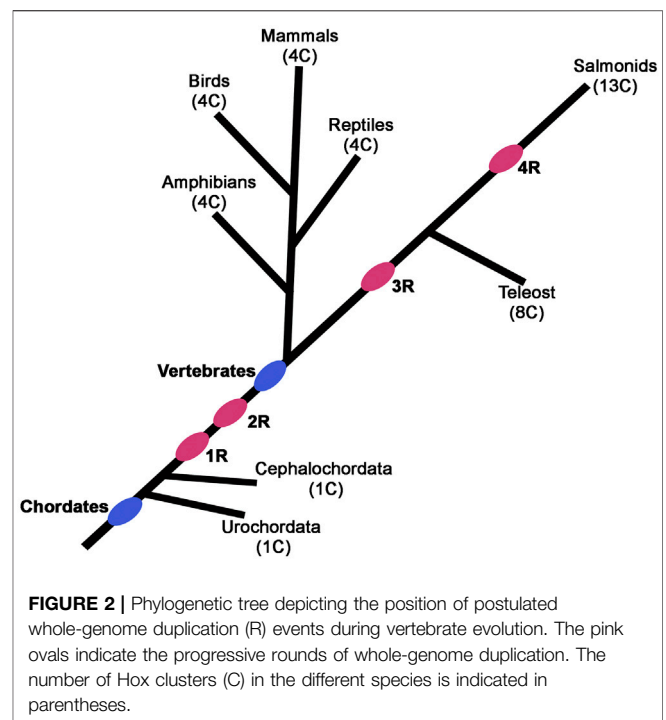 Mammals
(4C)
Birds
(4C)
Salmonids
(13C)
Reptiles
(4C)
Amphibians
(4C)
4R
3R
Teleost
(8C)
Vertebrates
2R
1R
Cephalochordata
(1C)
Chordates
Urochordata
(1C)
FIGURE 2 | Phylogenetic tree depicting the position of postulated
whole-genome duplication (R) events during vertebrate evolution. The pink
ovals indicate the progressive rounds of whole-genome duplication. The
number of Hox clusters (C) in the different species is indicated in
parentheses.